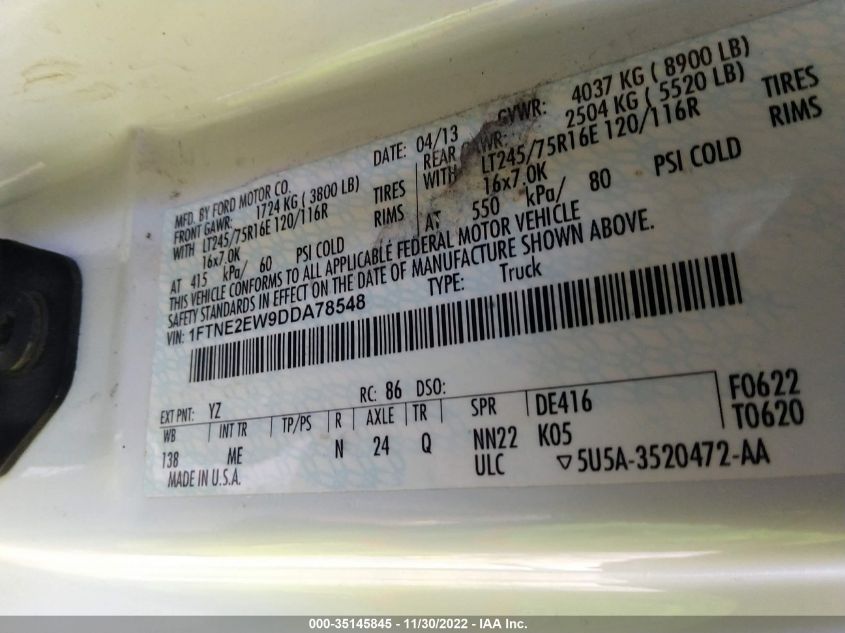 MFD. BY FORD MOTOR CO.
DATE: 04/13
GVWR: 4037 KG ( 8900 LB)
FRONT GAWR: 1724 KG ( 3800 LB)
REAR GAWR: 2504 KG ( 5520 LB)
WITH LT245/75R16E 120/116R TIRES
WITH LT245/75R16E 120/116R TIRES
16x7.0K RIMS
16x7.0K RIMS
AT 415 kPa/ 60 PSI COLD
AT 550 kPa/ 80 PSI COLD
THIS VEHICLE CONFORMS TO ALL APPLICABLE FEDERAL MOTOR VEHICLE
SAFETY STANDARDS IN EFFECT ON THE DATE OF MANUFACTURE SHOWN ABOVE.
VIN: 1FTNE2EW9DDA78548
TYPE: Truck
EXT PNT: YZ RC: 86 DSO:
WB INT TR TP/PS R AXLE TR SPR DE416 F0622
138 ME N 24 Q NN22 K05 T0620
MADE IN U.S.A. ULC ▽5U5A-3520472-AA
000-35145845 - 11/30/2022 - IAA Inc.